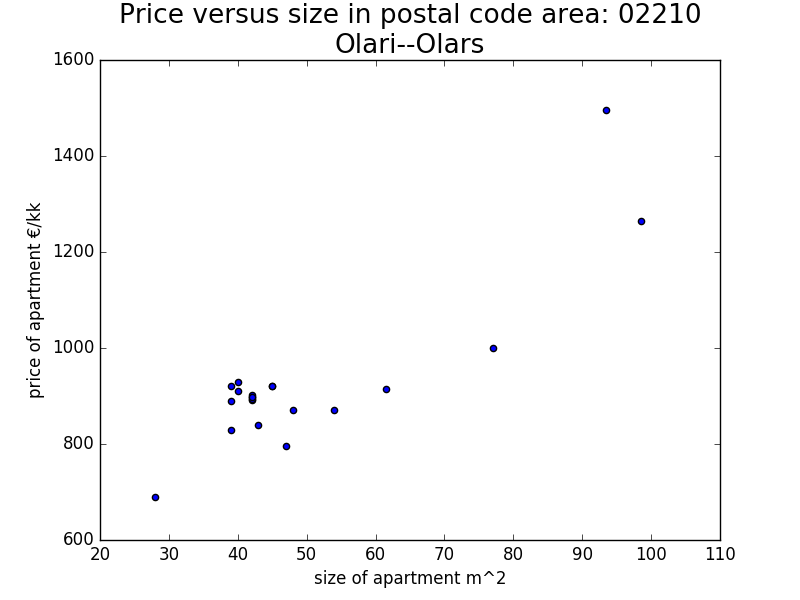 Price versus size in postal code area: 02210
Olari--Olars
1600
1400
1200
1000
800
600
price of apartment €/kk
20 30 40 50 60 70 80 90 100 110
size of apartment m^2